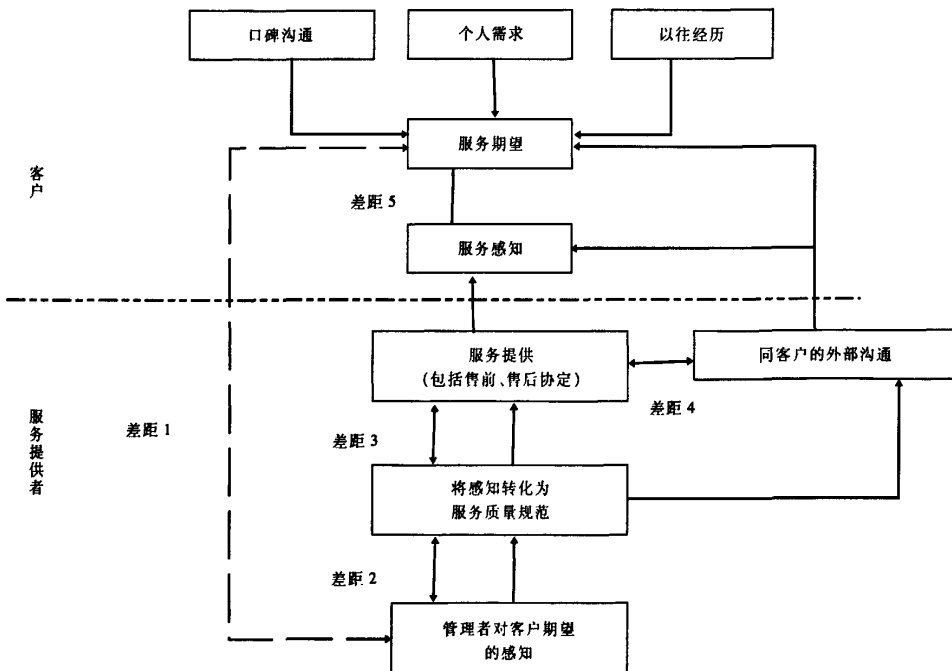 口碑沟通
个人需求
以往经历
服务期望
客户
差距 5
服务感知
服务提供
(包括售前、售后协定)
同客户的外部沟通
差距 4
服务提供者
差距 1
差距 3
将感知转化为
服务质量规范
差距 2
管理者对客户期望
的感知